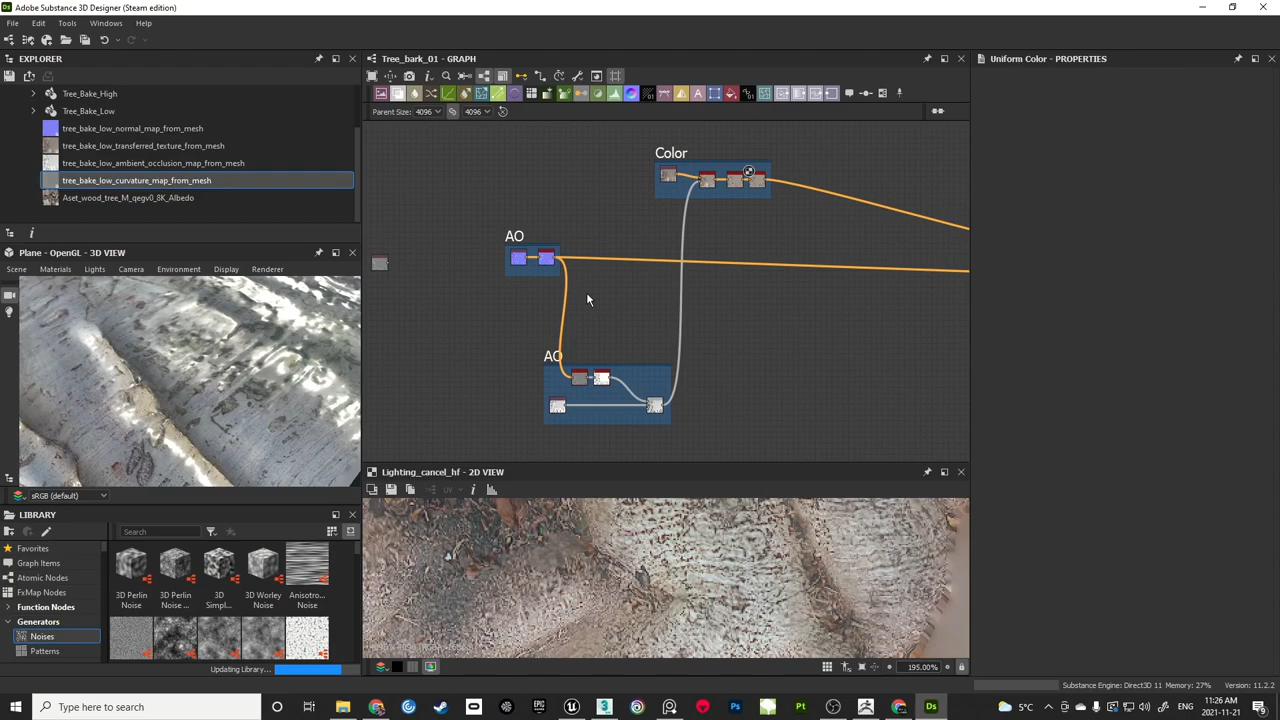 Adobe Substance 3D Designer (Steam edition)
File Edit Tools Windows Help
EXPLORER
Tree_Bake_High
Tree_Bake_Low
tree_bake_low_normal_map_from_mesh
tree_bake_low_transferred_texture_from_mesh
tree_bake_low_ambient_occlusion_map_from_mesh
tree_bake_low_curvature_map_from_mesh
Aset_wood_tree_M_qegv0_8K_Albedo
Plane - OpenGL - 3D VIEW
Scene Materials Lights Camera Environment Display Renderer
sRGB (default)
LIBRARY
Search
Favorites
Graph Items
Atomic Nodes
FxMap Nodes
Function Nodes
Generators
Noises
Patterns
3D Perlin Noise
3D Perlin Noise ...
3D Simpl...
3D Worley Noise
Anisotro... Noise
Updating Library...
Tree_bark_01 - GRAPH
Parent Size: 4096 4096
Color
AO
AO
Lighting_cancel_hf - 2D VIEW
195.00%
Uniform Color - PROPERTIES
Substance Engine: Direct3D 11 Memory: 27% Version: 11.2.2
Type here to search
5°C
11:26 AM
2021-11-21